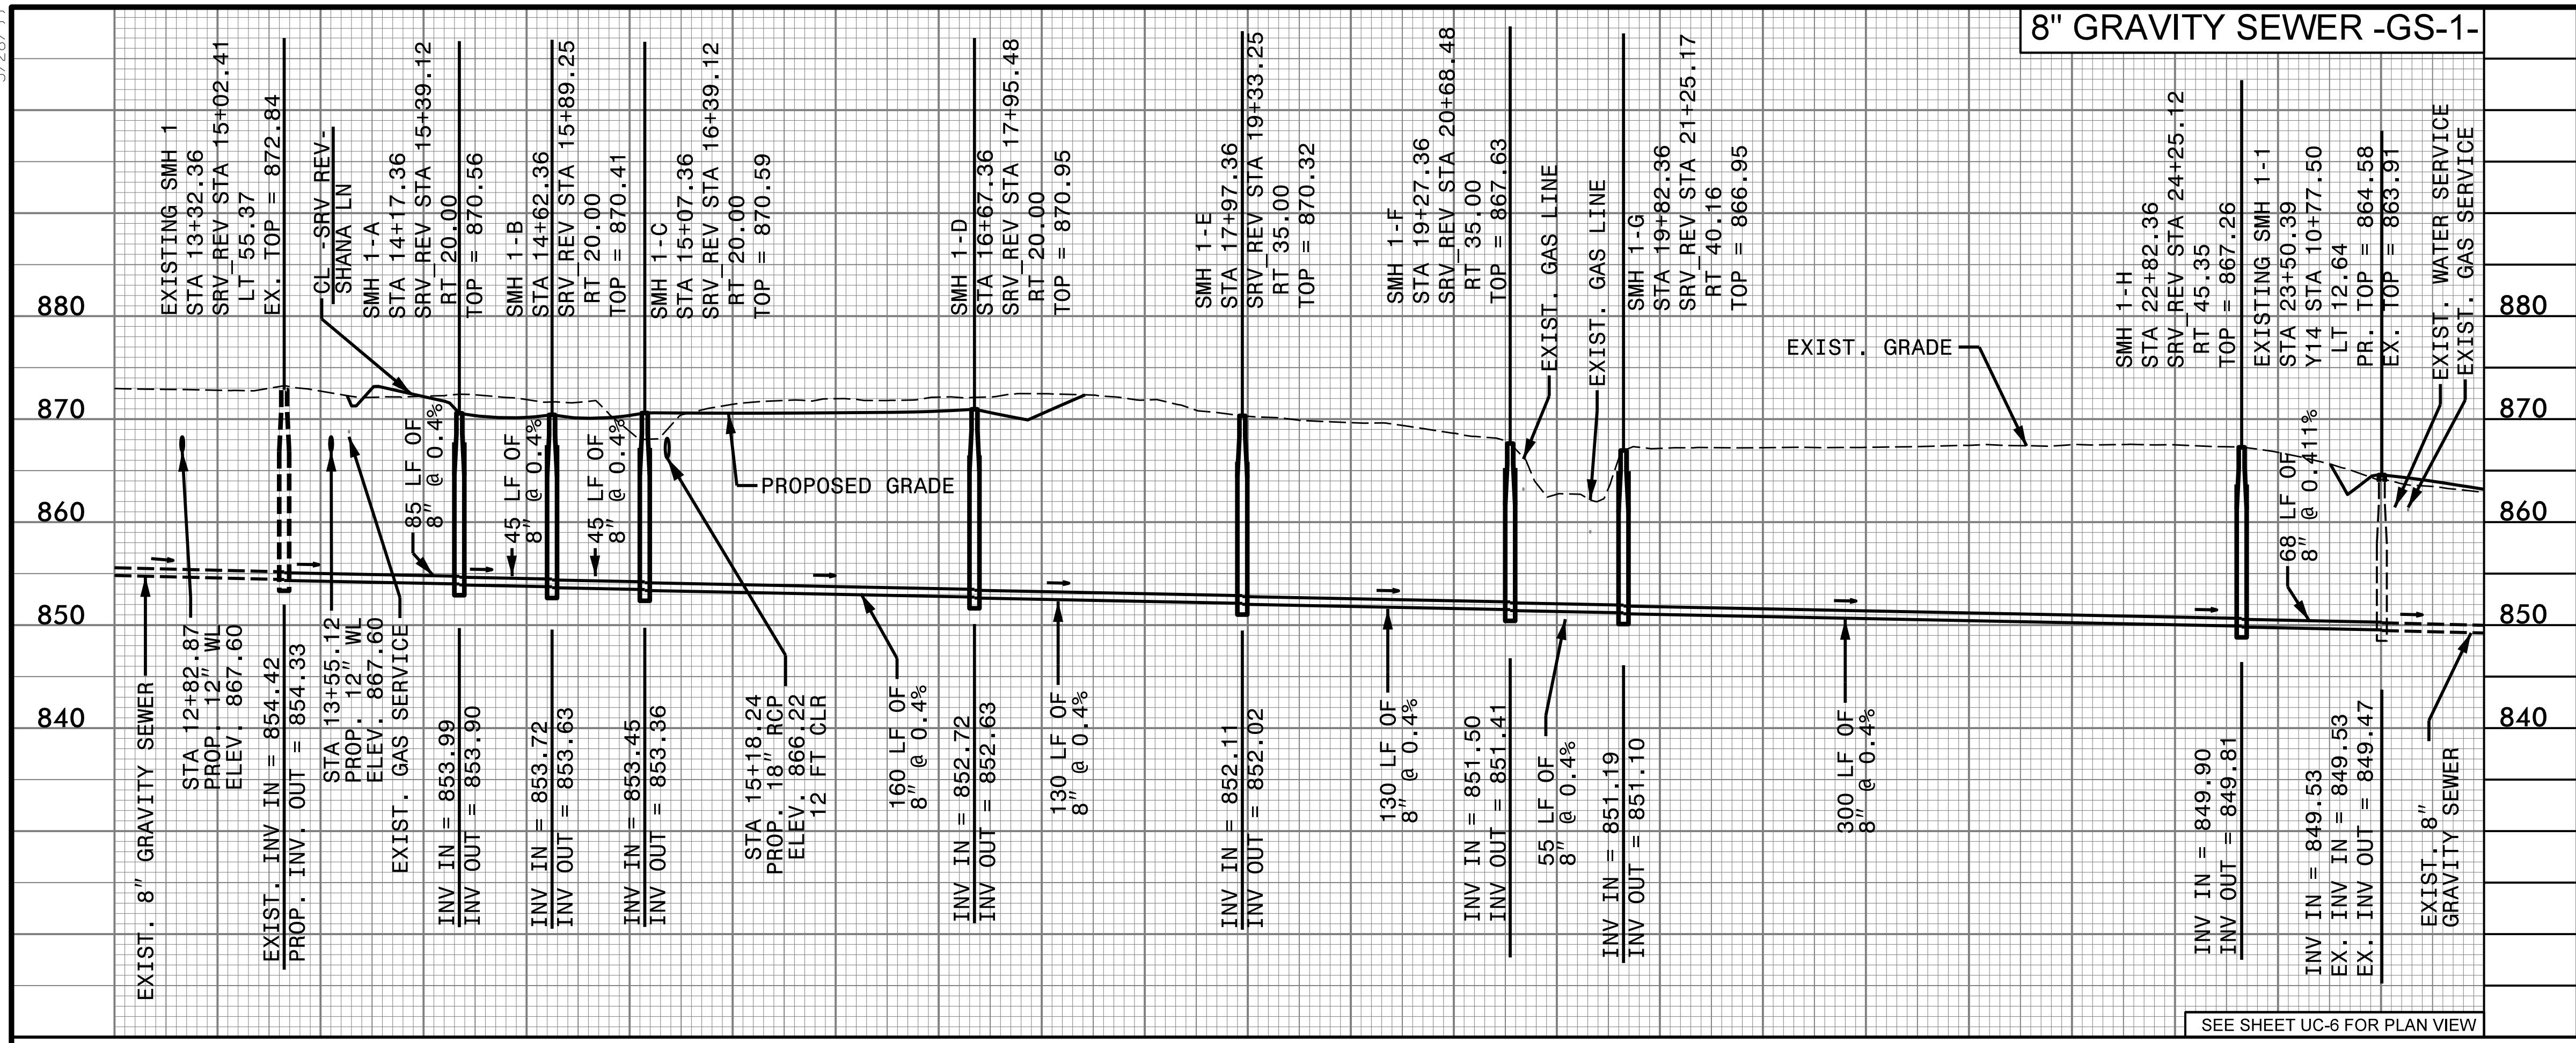 8" GRAVITY SEWER -GS-1-
EXISTING SMH 1
STA 13+32.36
SRV_REV STA 15+02.41
LT 55.37
EX. TOP = 872.84
CL -SRV_REV-
SHANA LN
SMH 1-A
STA 14+17.36
SRV_REV STA 15+39.12
RT 20.00
TOP = 870.56
SMH 1-B
STA 14+62.36
SRV_REV STA 15+89.25
RT 20.00
TOP = 870.41
SMH 1-C
STA 15+07.36
SRV_REV STA 16+39.12
RT 20.00
TOP = 870.59
SMH 1-D
STA 16+67.36
SRV_REV STA 17+95.48
RT 20.00
TOP = 870.95
SMH 1-E
STA 17+97.36
SRV_REV STA 19+33.25
RT 35.00
TOP = 870.32
SMH 1-F
STA 19+27.36
SRV_REV STA 20+68.48
RT 35.00
TOP = 867.63
EXIST. GAS LINE
EXIST. GAS LINE
SMH 1-G
STA 19+82.36
SRV_REV STA 21+25.17
RT 40.16
TOP = 866.95
EXIST. GRADE
SMH 1-H
STA 22+82.36
SRV_REV STA 24+25.12
RT 45.35
TOP = 867.26
EXISTING SMH 1-1
STA 23+50.39
Y14 STA 10+77.50
LT 12.64
PR. TOP = 864.58
EX. TOP = 863.91
EXIST. WATER SERVICE
EXIST. GAS SERVICE
880
870
860
850
840
880
870
860
850
840
85 LF OF
8" @ 0.4%
45 LF OF
8" @ 0.4%
45 LF OF
8" @ 0.4%
PROPOSED GRADE
68 LF OF
8" @ 0.411%
EXIST. 8" GRAVITY SEWER
STA 12+82.87
PROP. 12" WL
ELEV. 867.60
EXIST. INV IN = 854.42
PROP. INV. OUT = 854.33
STA 13+55.12
PROP. 12" WL
ELEV. 867.60
EXIST. GAS SERVICE
INV IN = 853.99
INV OUT = 853.90
INV IN = 853.72
INV OUT = 853.63
INV IN = 853.45
INV OUT = 853.36
STA 15+18.24
PROP. 18" RCP
ELEV. 866.22
12 FT CLR
160 LF OF
8" @ 0.4%
INV IN = 852.72
INV OUT = 852.63
130 LF OF
8" @ 0.4%
INV IN = 852.11
INV OUT = 852.02
130 LF OF
8" @ 0.4%
INV IN = 851.50
INV OUT = 851.41
55 LF OF
8" @ 0.4%
INV IN = 851.19
INV OUT = 851.10
300 LF OF
8" @ 0.4%
INV IN = 849.90
INV OUT = 849.81
INV IN = 849.53
EX. INV IN = 849.53
EX. INV OUT = 849.47
EXIST. 8"
GRAVITY SEWER
SEE SHEET UC-6 FOR PLAN VIEW